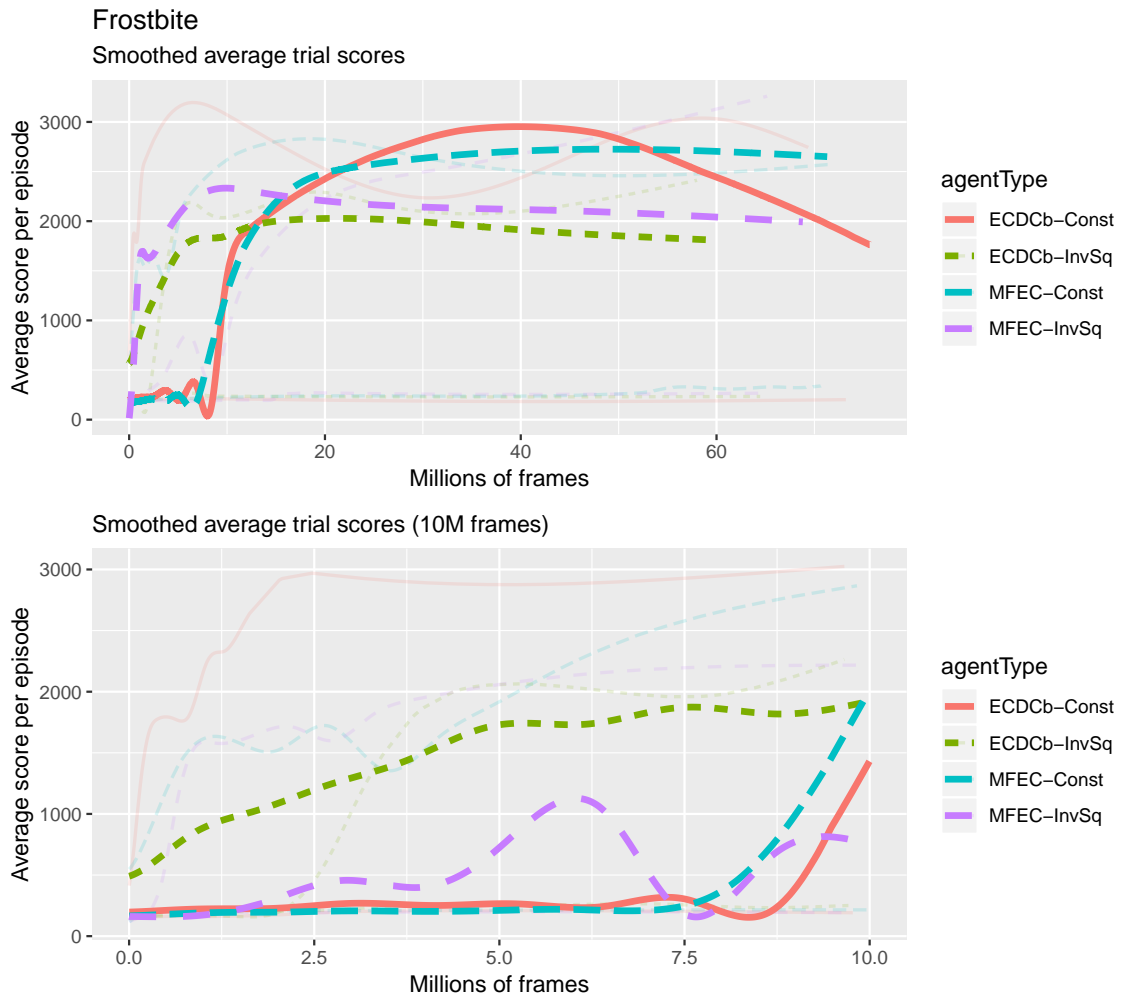 Frostbite
Smoothed average trial scores
Average score per episode
3000
2000
1000
0
0
20
40
60
Millions of frames
agentType
ECDCb−Const
ECDCb−InvSq
MFEC−Const
MFEC−InvSq
Smoothed average trial scores (10M frames)
Average score per episode
3000
2000
1000
0
0.0
2.5
5.0
7.5
10.0
Millions of frames
agentType
ECDCb−Const
ECDCb−InvSq
MFEC−Const
MFEC−InvSq